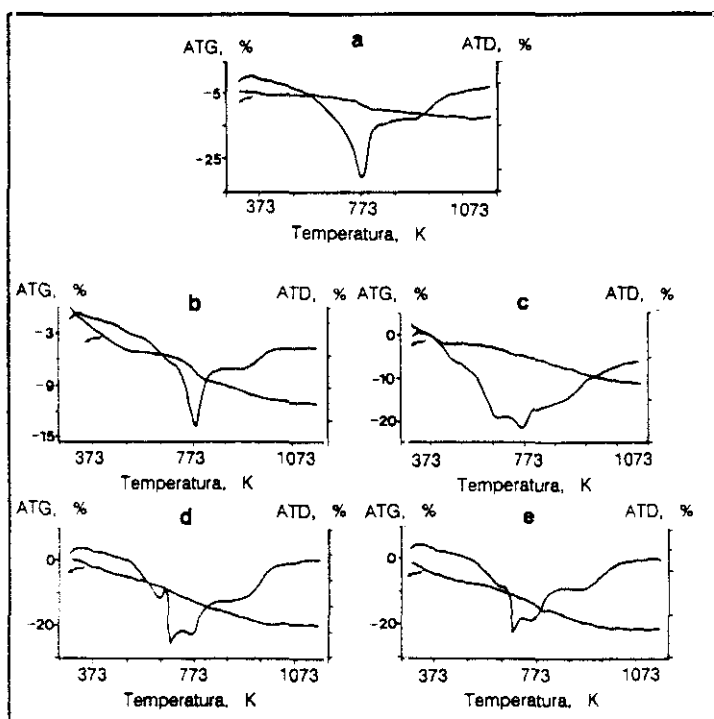 a
ATG, %
ATD, %
-5
-25
373
773
1073
Temperatura, K
b
ATG, %
ATD, %
-3
-9
-15
373
773
1073
Temperatura, K
c
ATG, %
ATD, %
0
-10
-20
373
773
1073
Temperatura, K
d
ATG, %
ATD, %
0
-20
373
773
1073
Temperatura, K
e
ATG, %
ATD, %
0
-20
373
773
1073
Temperatura, K